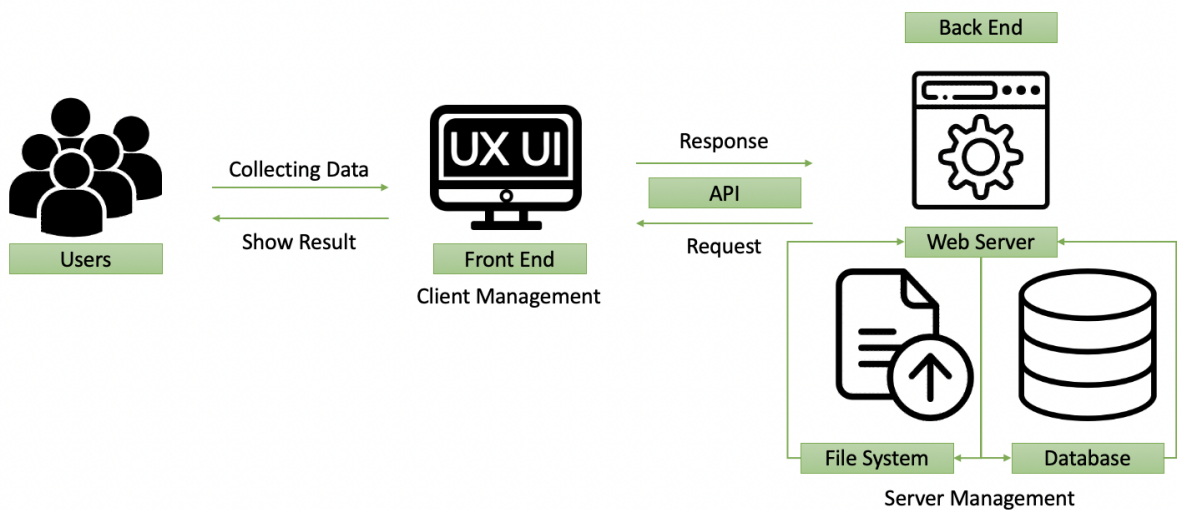 Back End
UX UI
Response
Collecting Data
API
Show Result
Request
Web Server
Users
Front End
Client Management
File System
Database
Server Management